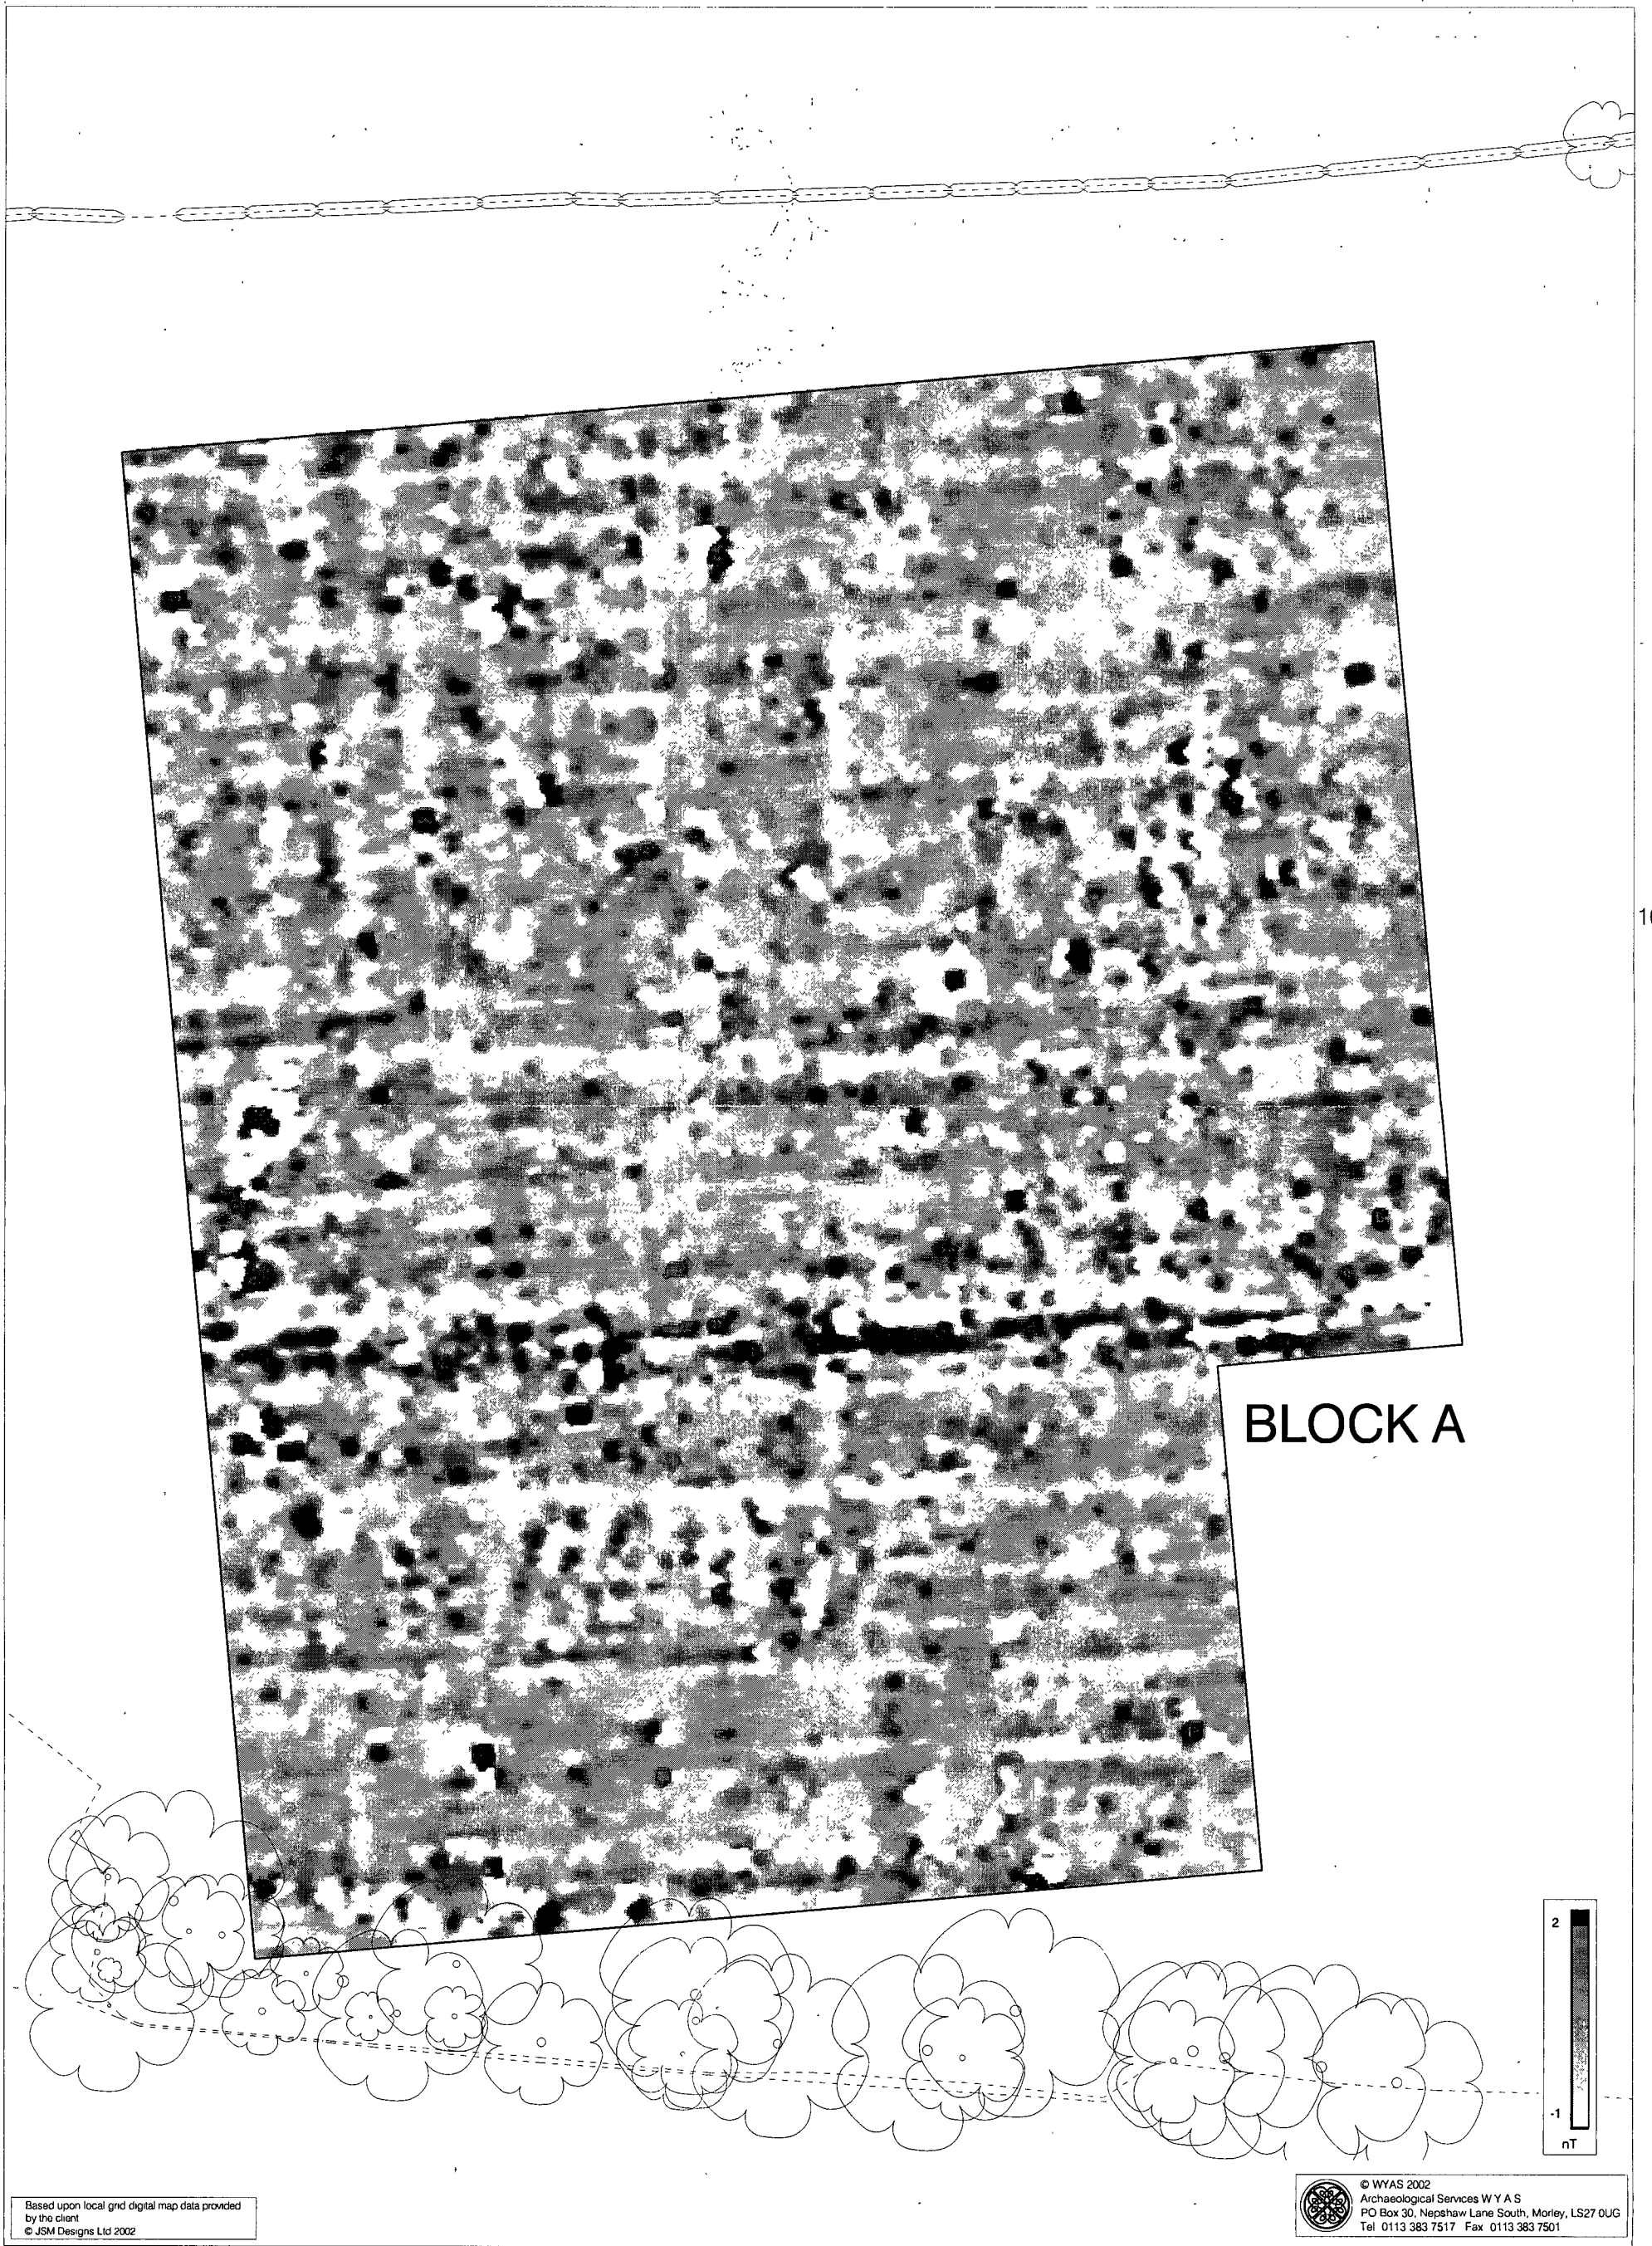 16
BLOCK A
2
-1
nT
Based upon local grid digital map data provided
by the client
© JSM Designs Ltd 2002
© WYAS 2002
Archaeological Services W Y A S
PO Box 30, Nepshaw Lane South, Morley, LS27 0UG
Tel 0113 383 7517 Fax 0113 383 7501